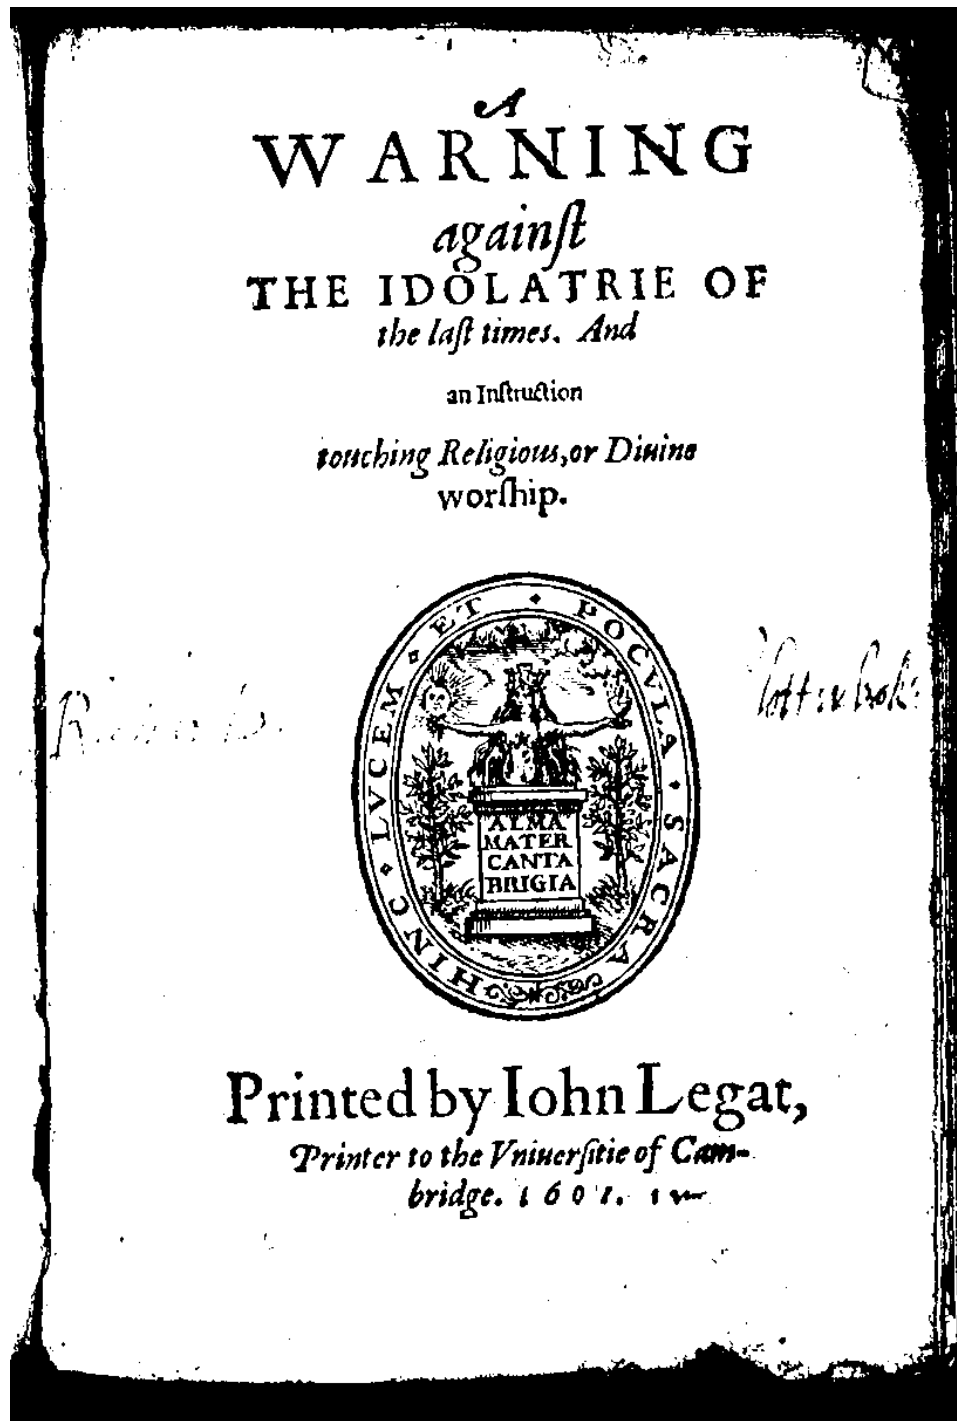 A
WARNING
againſt
THE IDOLATRIE OF
the laſt times. And
an Inſtruction
touching Religious, or Diuine
worſhip.
HINC · LVCEM · ET · POCVLA · SACRA
ALMA
MATER
CANTA
BRIGIA
Printed by Iohn Legat,
Printer to the Vniuerſitie of Cam-
bridge. 1601.